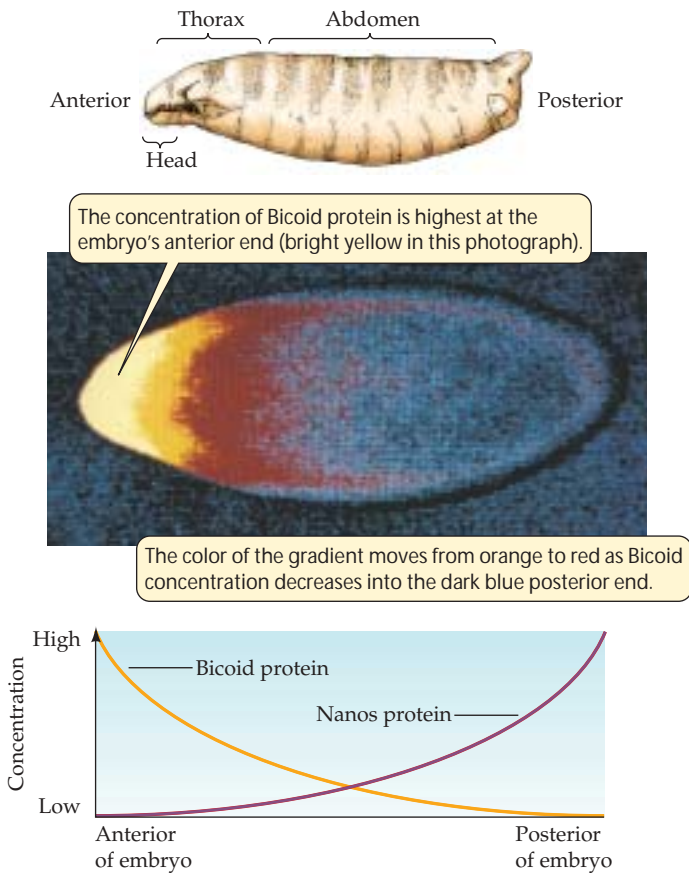 Thorax
Abdomen
Anterior
Posterior
Head
The concentration of Bicoid protein is highest at the
embryo's anterior end (bright yellow in this photograph).
The color of the gradient moves from orange to red as Bicoid
concentration decreases into the dark blue posterior end.
High
Bicoid protein
Nanos protein
Concentration
Low
Anterior
of embryo
Posterior
of embryo